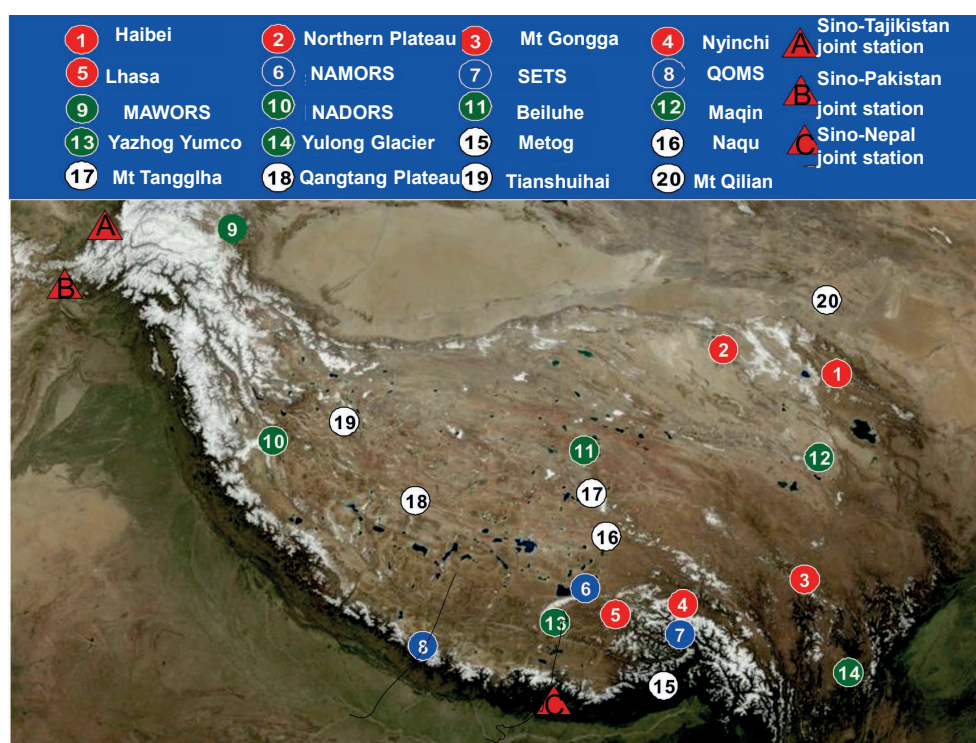 1 Haibei 2 Northern Plateau 3 Mt Gongga 4 Nyinchi A Sino-Tajikistan joint station
5 Lhasa 6 NAMORS 7 SETS 8 QOMS B Sino-Pakistan joint station
9 MAWORS 10 NADORS 11 Beiluhe 12 Maqin
13 Yazhog Yumco 14 Yulong Glacier 15 Metog 16 Naqu C Sino-Nepal joint station
17 Mt Tangglha 18 Qangtang Plateau 19 Tianshuihai 20 Mt Qilian
A 9
B
20
2
1
19
10 11 12
17
18
16
3
6
4
5
13
7
8
14
15
C